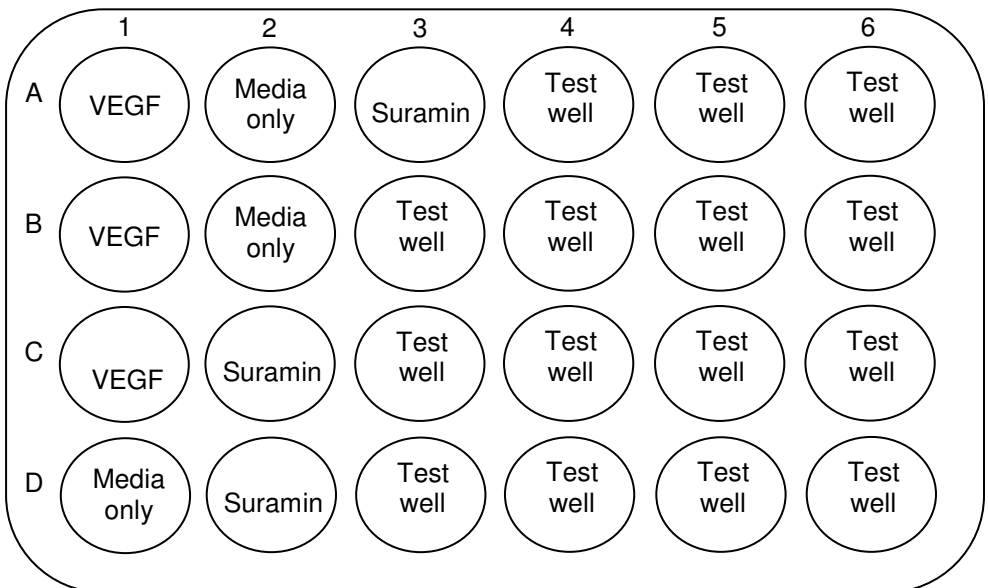 1 2 3 4 5 6
A VEGF Media only Suramin Test well Test well Test well
B VEGF Media only Test well Test well Test well Test well
C VEGF Suramin Test well Test well Test well Test well
D Media only Suramin Test well Test well Test well Test well